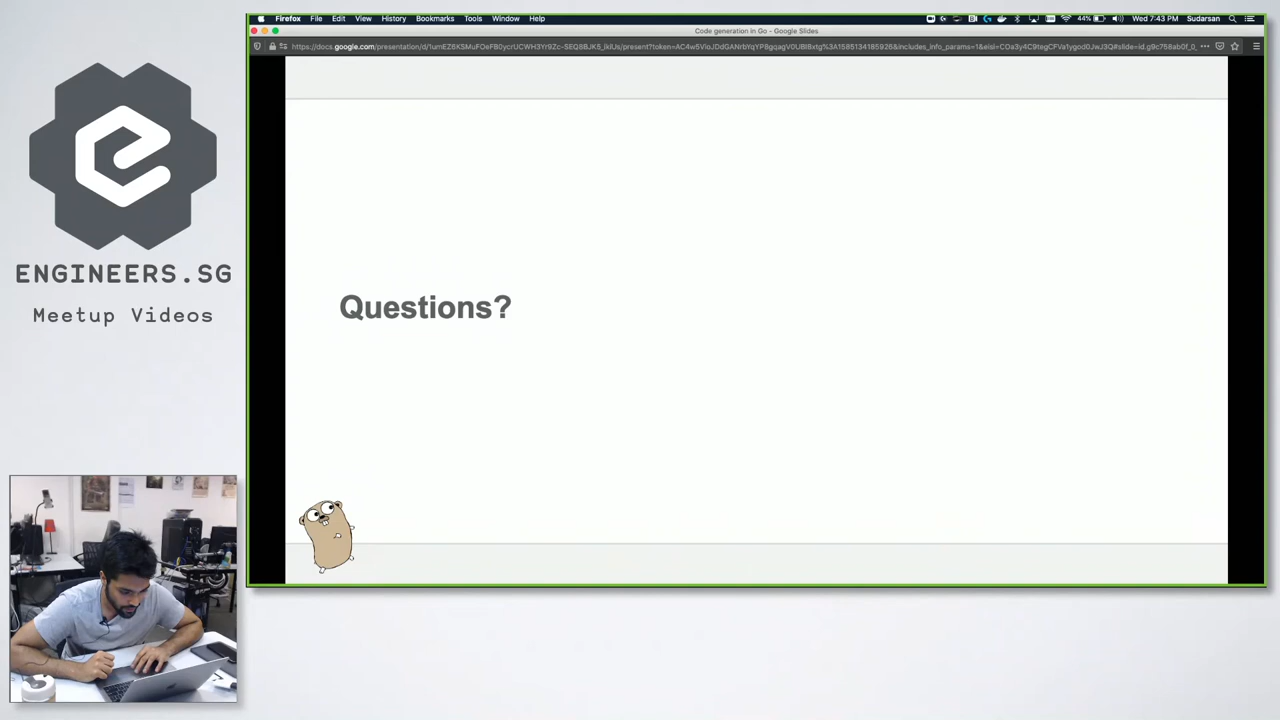 Firefox File Edit View History Bookmarks Tools Window Help
44% Wed 7:43 PM Sudarsan
Code generation in Go - Google Slides
ENGINEERS.SG
Meetup Videos
Questions?